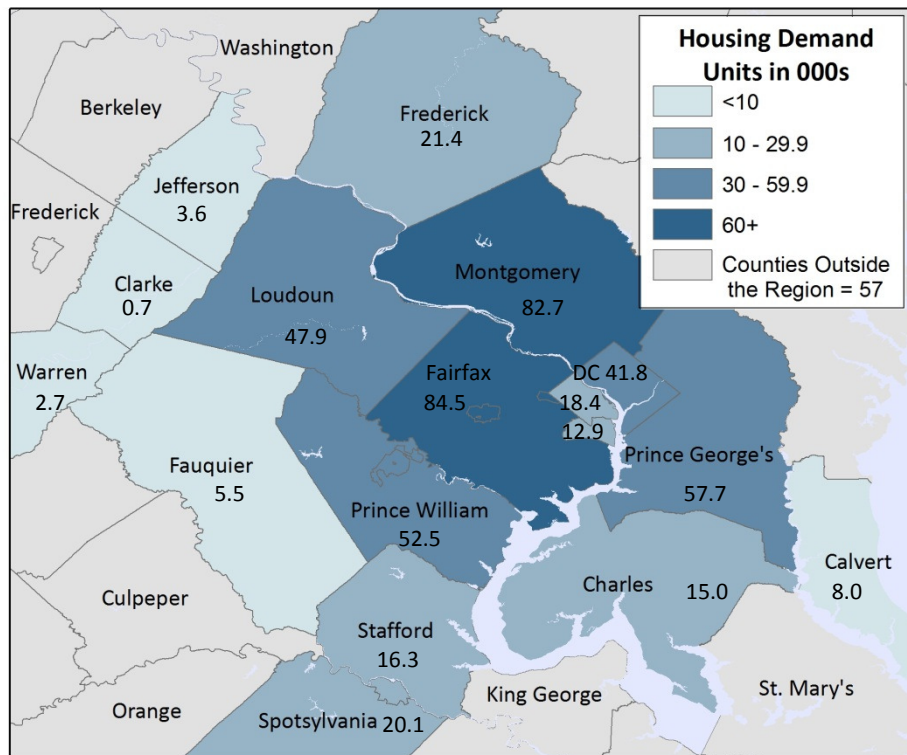 Washington
Housing Demand
Units in 000s
<10
10 - 29.9
30 - 59.9
60+
Counties Outside
the Region = 57
Berkeley
Frederick
21.4
Jefferson
3.6
Frederick
Clarke
0.7
Loudoun
47.9
Montgomery
82.7
Warren
2.7
Fairfax
84.5
DC 41.8
18.4
12.9
Fauquier
5.5
Prince George's
57.7
Prince William
52.5
Culpeper
Charles
15.0
Calvert
8.0
Stafford
16.3
King George
St. Mary's
Orange
Spotsylvania 20.1